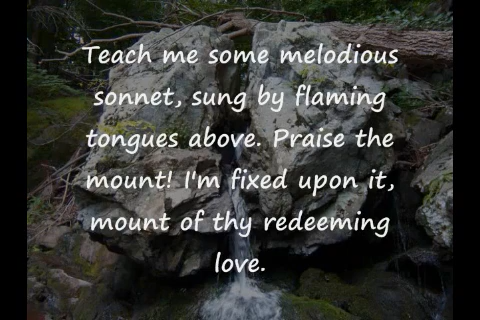 Teach me some melodious
sonnet, sung by flaming
tongues above. Praise the
mount! I'm fixed upon it,
mount of thy redeeming
love.